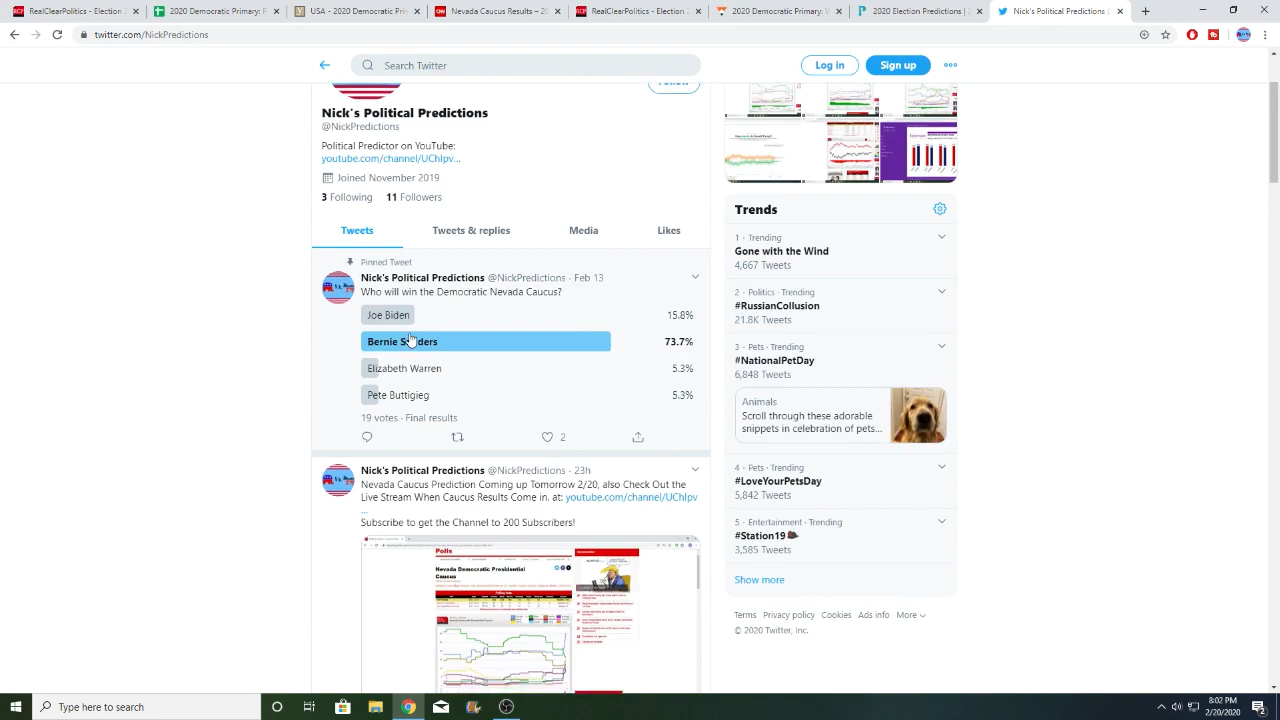 RealClearPolitics - Election
2020 Democratic Primary: F
USA - 2020 Democratic Prin
Nevada Caucus Results – 20
RealClearPolitics - Election
2020 Democratic Primary: W
2020 Election Predictions |
Nick's Political Predictions
twitter.com/NickPredictions
Search Twitter
Log in
Sign up
Follow
Nick's Political Predictions
@NickPredictions
Political Prediction on YouTube.
youtube.com/channel/UChIpv...
Joined November 2019
3 Following 11 Followers
Tweets
Tweets & replies
Media
Likes
Pinned Tweet
Nick's Political Predictions @NickPredictions · Feb 13
Who will win the Democratic Nevada Caucus?
Joe Biden 15.8%
Bernie Sanders 73.7%
Elizabeth Warren 5.3%
Pete Buttigieg 5.3%
19 votes · Final results
2
Nick's Political Predictions @NickPredictions · 23h
Nevada Caucus Prediction Coming up Tomorrow 2/20, also Check Out the
Live Stream When Caucus Results Come in. at: youtube.com/channel/UChIpv
...
Subscribe to get the Channel to 200 Subscribers!
Polls
Nevada Democratic Presidential
Caucus
Trends
1 · Trending
Gone with the Wind
4,667 Tweets
2 · Politics · Trending
#RussianCollusion
21.8K Tweets
3 · Pets · Trending
#NationalPetDay
6,848 Tweets
Animals
Scroll through these adorable
snippets in celebration of pets...
4 · Pets · Trending
#LoveYourPetsDay
5,842 Tweets
5 · Entertainment · Trending
#Station19
3,585 Tweets
Show more
Terms Privacy policy Cookies Ads info More
© 2020 Twitter, Inc.
Type here to search
8:02 PM
2/20/2020